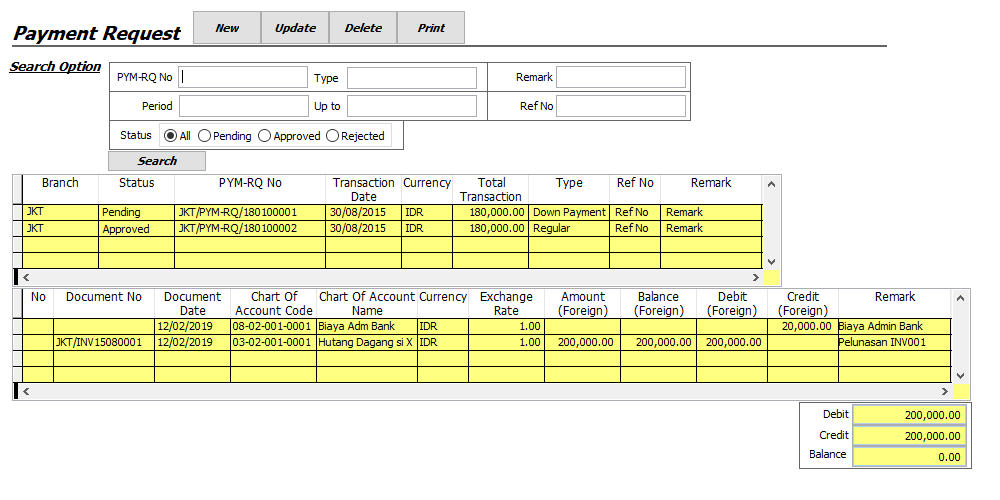 Payment Request New Update Delete Print
Search Option
PYM-RQ No Type Remark
Period Up to Ref No
Status All Pending Approved Rejected
Search
Branch Status PYM-RQ No Transaction Date Currency Total Transaction Type Ref No Remark
JKT Pending JKT/PYM-RQ/180100001 30/08/2015 IDR 180,000.00 Down Payment Ref No Remark
JKT Approved JKT/PYM-RQ/180100002 30/08/2015 IDR 180,000.00 Regular Ref No Remark
No Document No Document Date Chart Of Account Code Chart Of Account Name Currency Exchange Rate Amount (Foreign) Balance (Foreign) Debit (Foreign) Credit (Foreign) Remark
12/02/2019 08-02-001-0001 Biaya Adm Bank IDR 1.00 20,000.00 Biaya Admin Bank
JKT/INV15080001 12/02/2019 03-02-001-0001 Hutang Dagang si X IDR 1.00 200,000.00 200,000.00 200,000.00 Pelunasan INV001
Debit 200,000.00
Credit 200,000.00
Balance 0.00